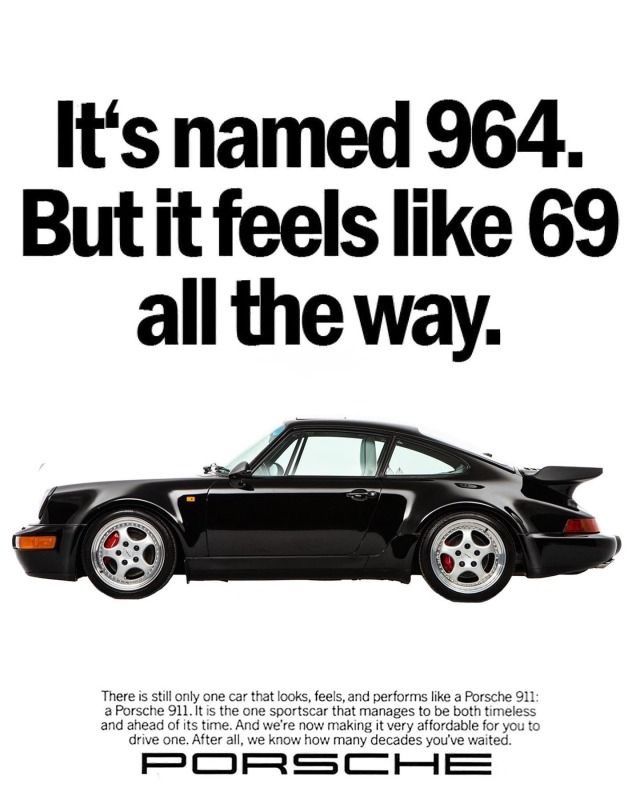 It‘s named 964.
But it feels like 69
all the way.
There is still only one car that looks, feels, and performs like a Porsche 911:
a Porsche 911. It is the one sportscar that manages to be both timeless
and ahead of its time. And we're now making it very affordable for you to
drive one. After all, we know how many decades you've waited.
PORSCHE